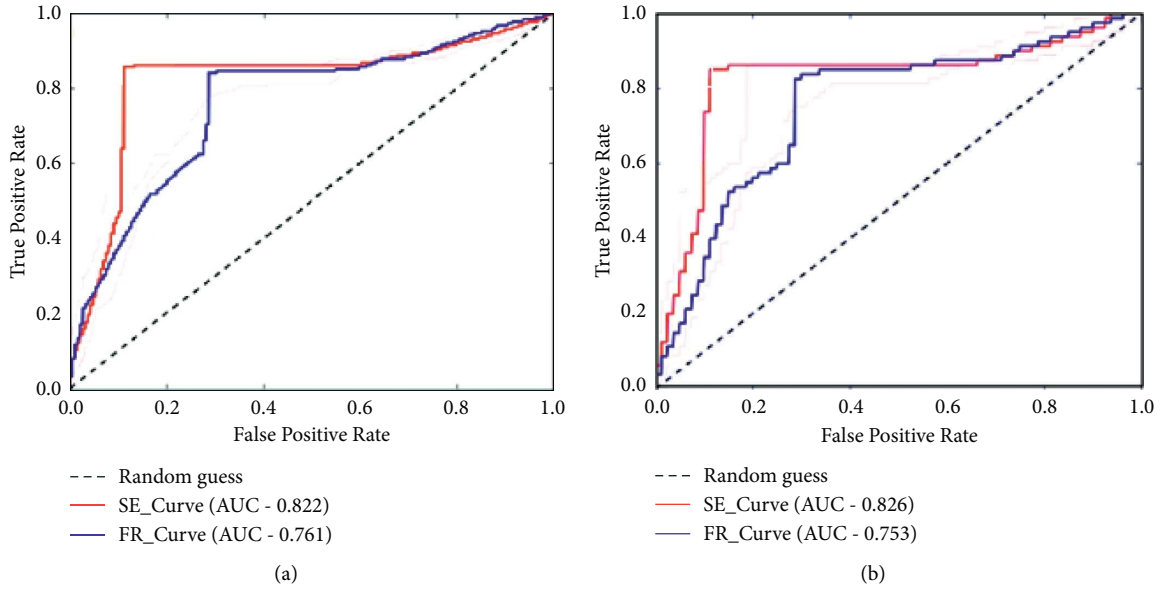 1.0
0.8
0.6
0.4
0.2
0.0
True Positive Rate
0.0 0.2 0.4 0.6 0.8 1.0
False Positive Rate
Random guess
SE_Curve (AUC - 0.822)
FR_Curve (AUC - 0.761)
(a)
1.0
0.8
0.6
0.4
0.2
0.0
True Positive Rate
0.0 0.2 0.4 0.6 0.8 1.0
False Positive Rate
Random guess
SE_Curve (AUC - 0.826)
FR_Curve (AUC - 0.753)
(b)